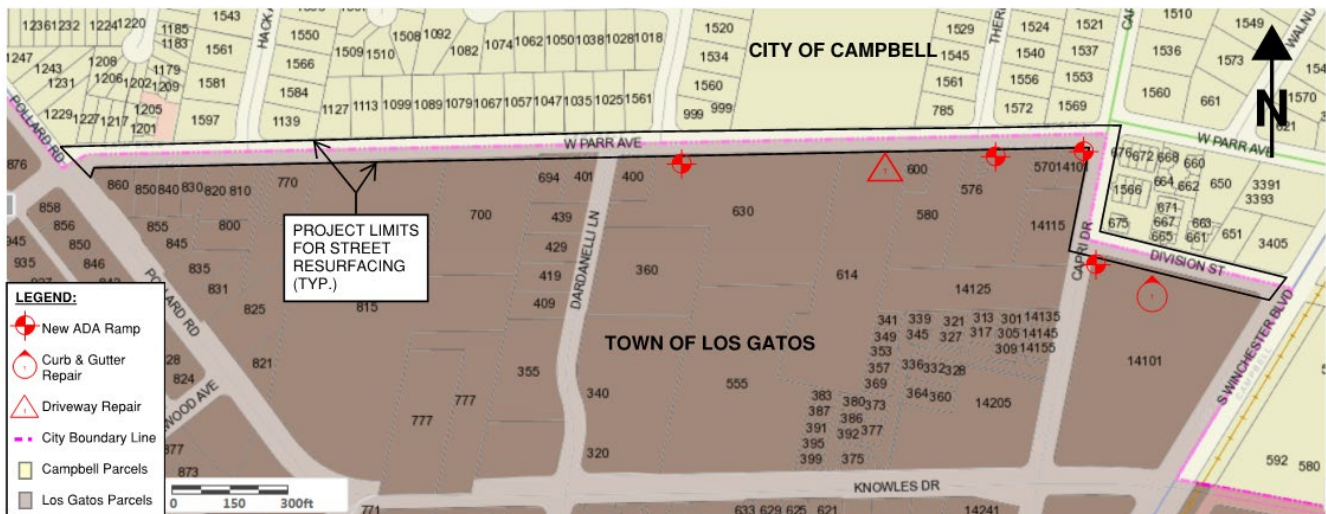 1236 1232 1224 1220
1185
1183
1543
1561
1581
1597
HACK
1550
1566
1584
1139
1509 1510
1508 1092
1082
1074 1062 1050 1038 1028 1018
1127 1113 1099 1089 1079 1067 1057 1047 1035 1025 1561
1247
1243
1231
1208
1206 1202
1179
1209
1205
1201
1229 1227 1217
1520
1534
1560
999 999
CITY OF CAMPBELL
1529
1545
1561
785
THERI
1524
1540
1556
1572
1521
1537
1553
1569
1510
1536
1560
661
1549
1573
1570
WALNU
N
POLLARD RD
W PARR AVE
W PARR AVE
876
860 850 840 830 820 810
770
694 401 400
630
600
576
570 14101
580
14115
858
856
850
846
855
845
835
831
825
821
800
700
439
429
419
409
355
815
777
777
DARDANELLI LN
360
340
320
614
555
14125
CAPRI DR
676 672 668 660
664 662
1566
671
667
665
675
663
661
650
651
3391
3393
3405
DIVISION ST
S WINCHESTER BLVD
CAMPBELL
PROJECT LIMITS
FOR STREET
RESURFACING
(TYP.)
TOWN OF LOS GATOS
341 339 321 313 301 14135
349 345 327 317 305 14145
353 309 14155
357 336 332 328
369
373 364 360
377
383 380
387 386
391 392
395
399 375
14205
14101
592 580
945
935
POLLARD RD
824
877
873
WOOD AVE
LEGEND:
New ADA Ramp
Curb & Gutter
Repair
Driveway Repair
City Boundary Line
Campbell Parcels
Los Gatos Parcels
0 150 300ft
KNOWLES DR
771
633 629 625 621
14241